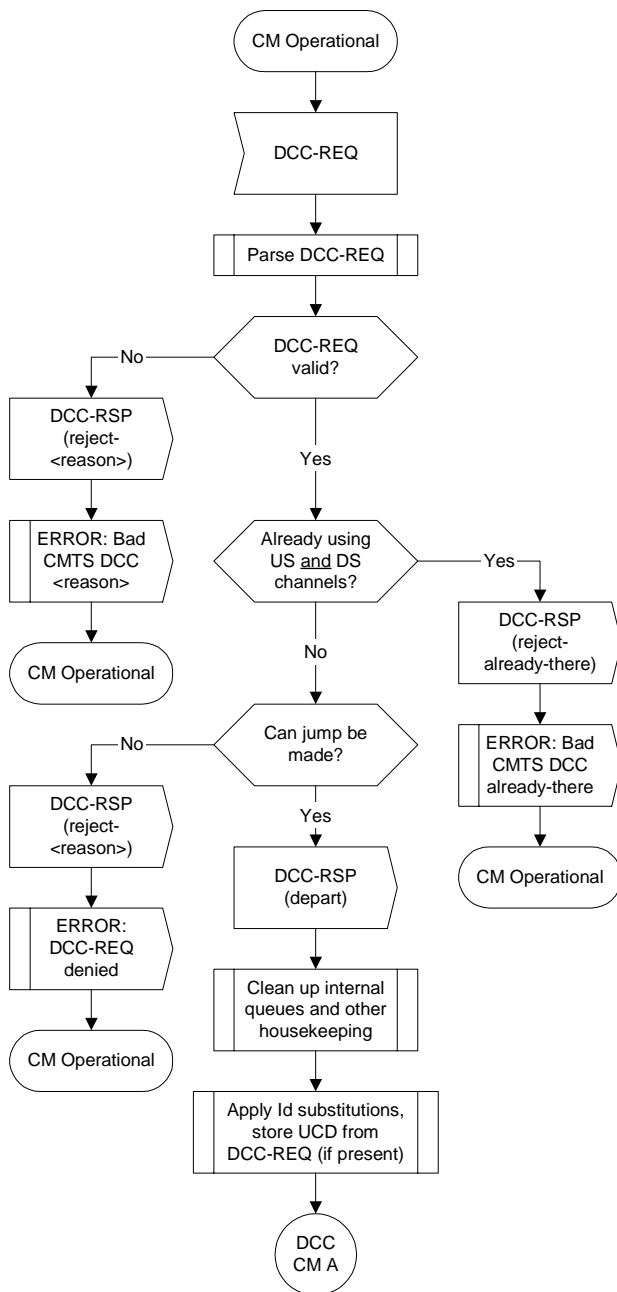 CM Operational
DCC-REQ
Parse DCC-REQ
DCC-REQ
valid?
No
DCC-RSP
(reject-
<reason>)
ERROR: Bad
CMTS DCC
<reason>
CM Operational
Yes
Already using
US and DS
channels?
Yes
DCC-RSP
(reject-
already-there)
ERROR: Bad
CMTS DCC
already-there
CM Operational
No
Can jump be
made?
No
DCC-RSP
(reject-
<reason>)
ERROR:
DCC-REQ
denied
CM Operational
Yes
DCC-RSP
(depart)
Clean up internal
queues and other
housekeeping
Apply Id substitutions,
store UCD from
DCC-REQ (if present)
DCC
CM A